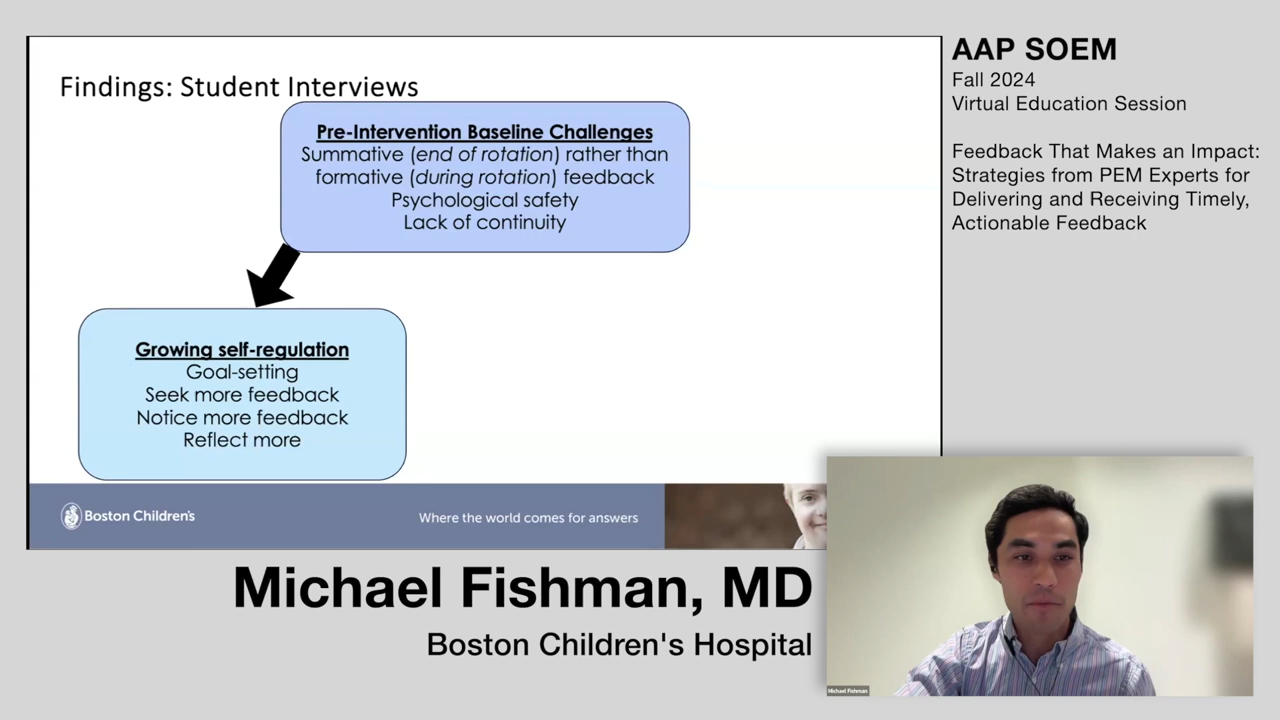 Findings: Student Interviews
Pre-Intervention Baseline Challenges
Summative (end of rotation) rather than
formative (during rotation) feedback
Psychological safety
Lack of continuity
Growing self-regulation
Goal-setting
Seek more feedback
Notice more feedback
Reflect more
Boston Children's
Where the world comes for answers
AAP SOEM
Fall 2024
Virtual Education Session
Feedback That Makes an Impact:
Strategies from PEM Experts for
Delivering and Receiving Timely,
Actionable Feedback
Michael Fishman, MD
Boston Children's Hospital
Michael Fishman